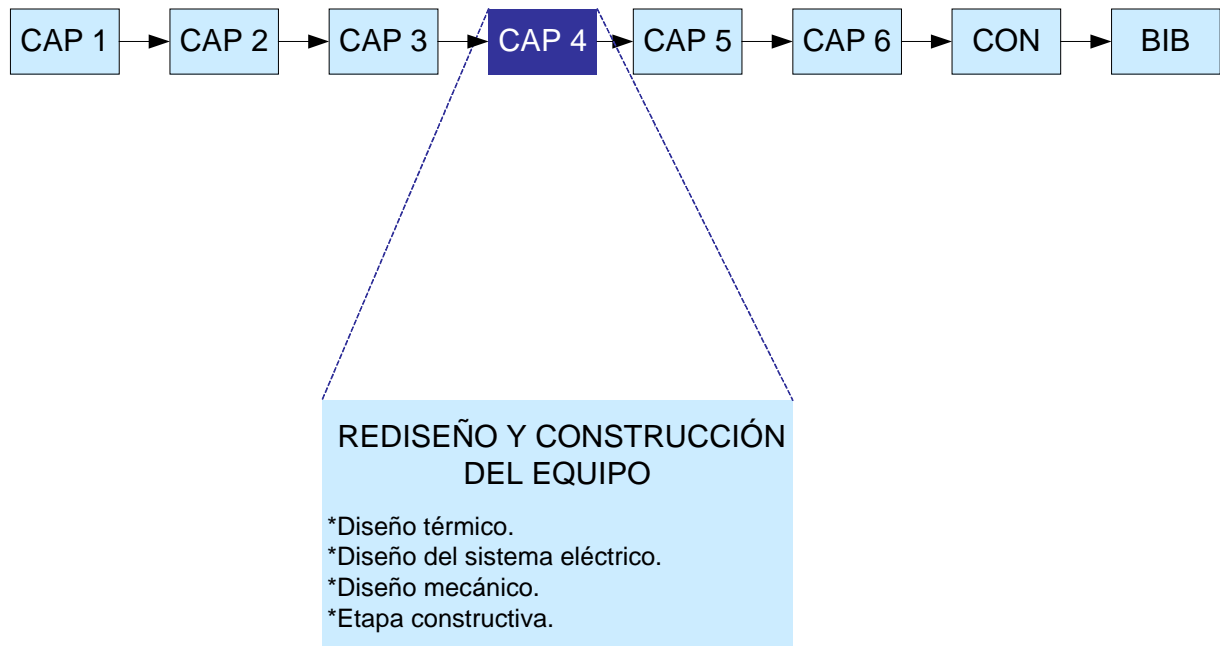 CAP 1 CAP 2 CAP 3 CAP 4 CAP 5 CAP 6 CON BIB
REDISEÑO Y CONSTRUCCIÓN
DEL EQUIPO
*Diseño térmico.
*Diseño del sistema eléctrico.
*Diseño mecánico.
*Etapa constructiva.